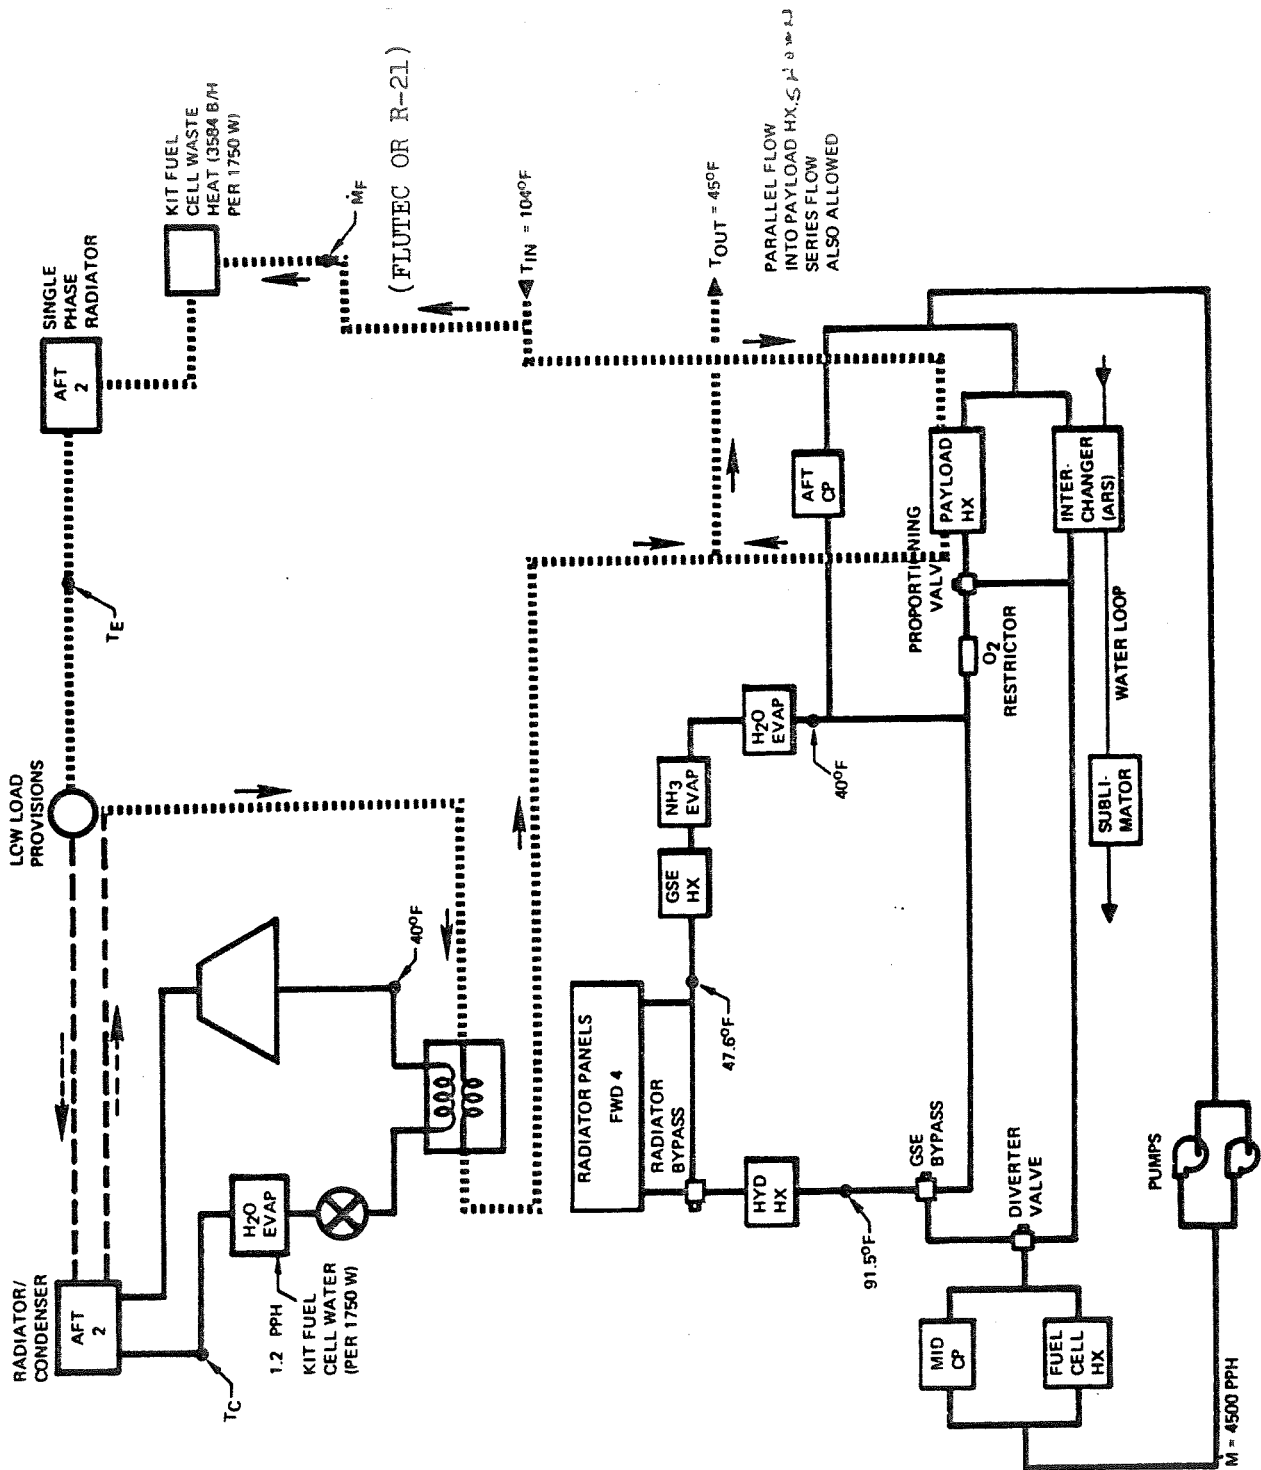 RADIATOR/
CONDENSER
AFT
2
TC
1.2 PPH
KIT FUEL
CELL WATER
(PER 1750 W)
H2O
EVAP
40°F
LOW LOAD
PROVISIONS
TE
SINGLE
PHASE
RADIATOR
AFT
2
KIT FUEL
CELL WASTE
HEAT (3584 B/H
PER 1750 W)
ṀF
(FLUTEC OR R-21)
TIN = 104°F
TOUT = 45°F
PARALLEL FLOW
INTO PAYLOAD HX, SHOWN
SERIES FLOW
ALSO ALLOWED
RADIATOR PANELS
FWD 4
RADIATOR
BYPASS
47.6°F
GSE
HX
NH3
EVAP
H2O
EVAP
40°F
AFT
CP
HYD
HX
91.5°F
GSE
BYPASS
DIVERTER
VALVE
PROPORTIONING
VALVE
O2
RESTRICTOR
PAYLOAD
HX
INTER-
CHANGER
(ARS)
WATER LOOP
SUBLI-
MATOR
MID
CP
FUEL
CELL
HX
PUMPS
M = 4500 PPH